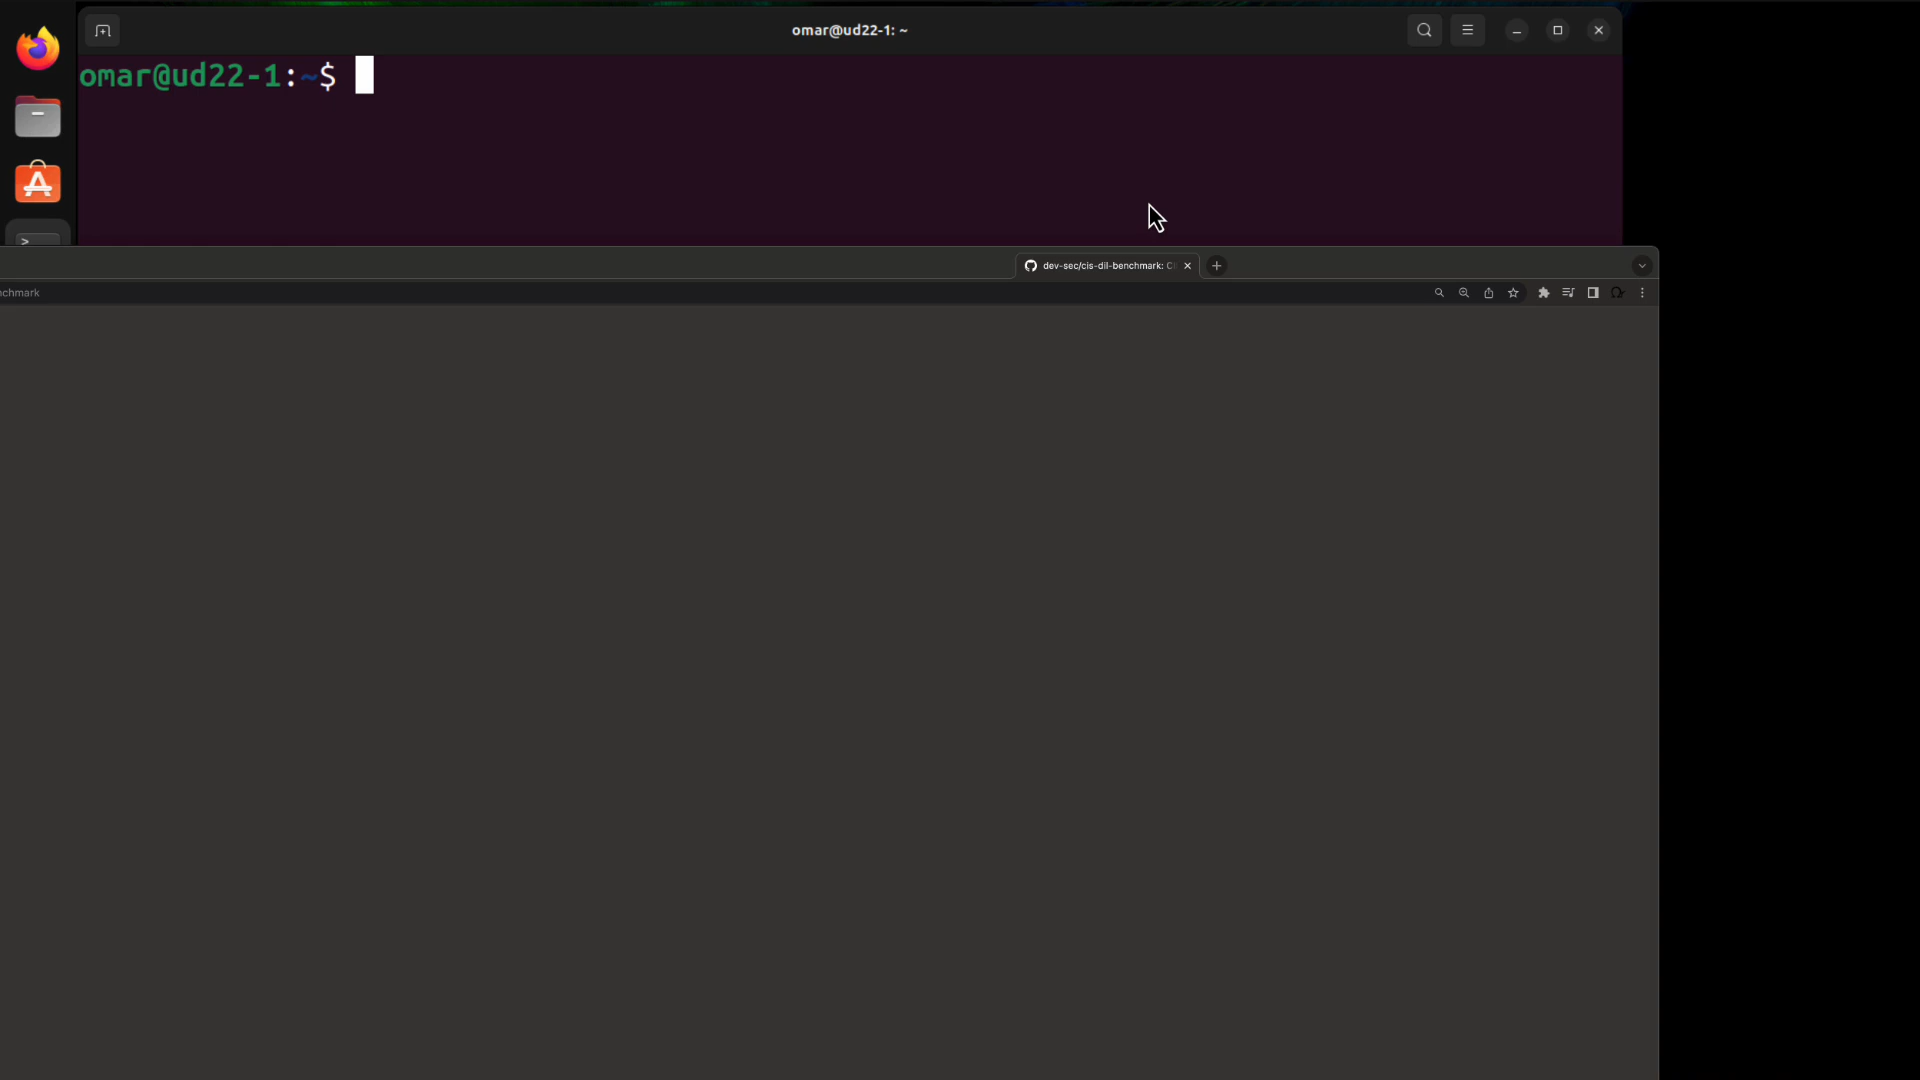 omar@ud22-1: ~
omar@ud22-1:~$
dev-sec/cis-dil-benchmark: C
chmark